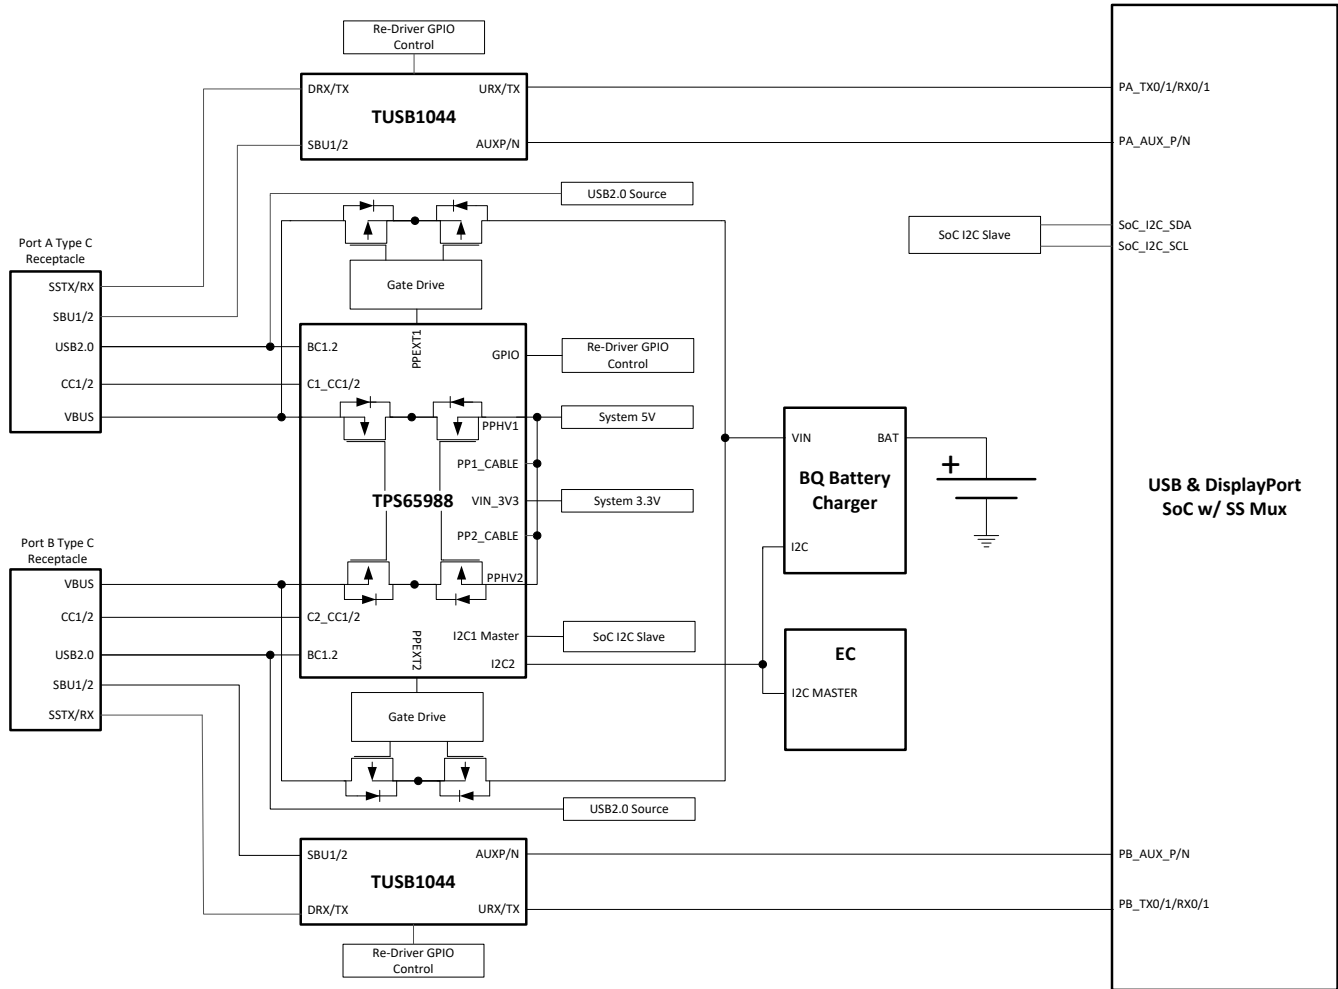 Re-Driver GPIO
Control
DRX/TX
URX/TX
TUSB1044
SBU1/2
AUXP/N
PA_TX0/1/RX0/1
PA_AUX_P/N
USB2.0 Source
SoC I2C Slave
SoC_I2C_SDA
SoC_I2C_SCL
Port A Type C
Receptacle
SSTX/RX
SBU1/2
USB2.0
CC1/2
VBUS
Gate Drive
PPEXT1
BC1.2
GPIO
Re-Driver GPIO
Control
C1_CC1/2
PPHV1
System 5V
PP1_CABLE
TPS65988
VIN_3V3
System 3.3V
PP2_CABLE
PPHV2
C2_CC1/2
PPEXT2
I2C1 Master
SoC I2C Slave
BC1.2
I2C2
VIN
BAT
BQ Battery
Charger
I2C
+
EC
I2C MASTER
USB & DisplayPort
SoC w/ SS Mux
Port B Type C
Receptacle
VBUS
CC1/2
USB2.0
SBU1/2
SSTX/RX
Gate Drive
USB2.0 Source
SBU1/2
AUXP/N
TUSB1044
DRX/TX
URX/TX
PB_AUX_P/N
PB_TX0/1/RX0/1
Re-Driver GPIO
Control